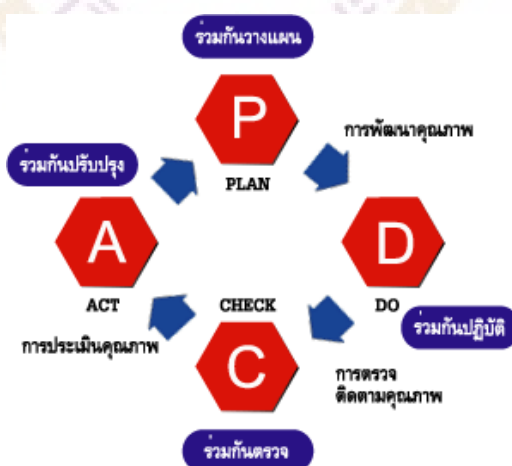 ร่วมกันวางแผน
P
PLAN
การพัฒนาคุณภาพ
ร่วมกันปรับปรุง
A
ACT
D
DO
CHECK
C
ร่วมกันปฏิบัติ
การประเมินคุณภาพ
การตรวจ
ติดตามคุณภาพ
ร่วมกันตรวจ